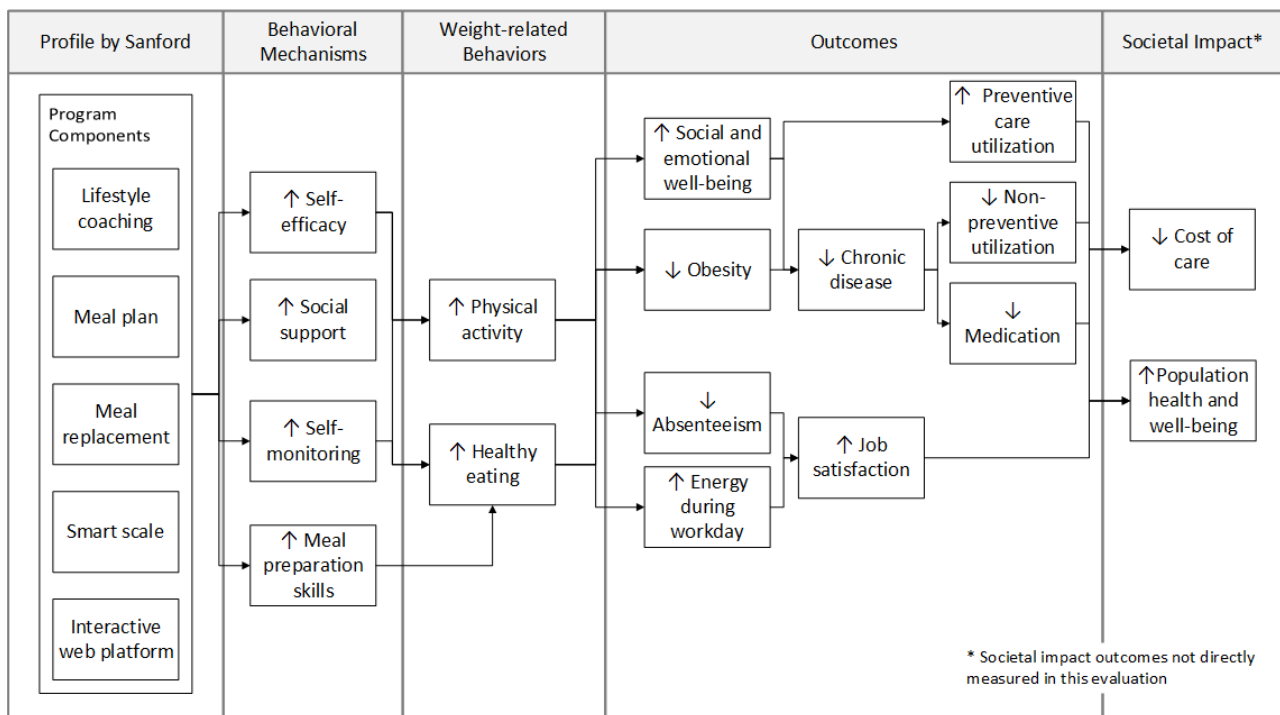 Profile by Sanford
Behavioral
Mechanisms
Weight-related
Behaviors
Outcomes
Societal Impact*
Program
Components
Lifestyle
coaching
Meal plan
Meal
replacement
Smart scale
Interactive
web platform
↑ Self-
efficacy
↑ Social
support
↑ Self-
monitoring
↑ Meal
preparation
skills
↑ Physical
activity
↑ Healthy
eating
↑ Social and
emotional
well-being
↓ Obesity
↓
Absenteeism
↑ Energy
during
workday
↓ Chronic
disease
↑ Job
satisfaction
↑ Preventive
care
utilization
↓ Non-
preventive
utilization
↓
Medication
↓ Cost of
care
↑Population
health and
well-being
* Societal impact outcomes not directly
measured in this evaluation